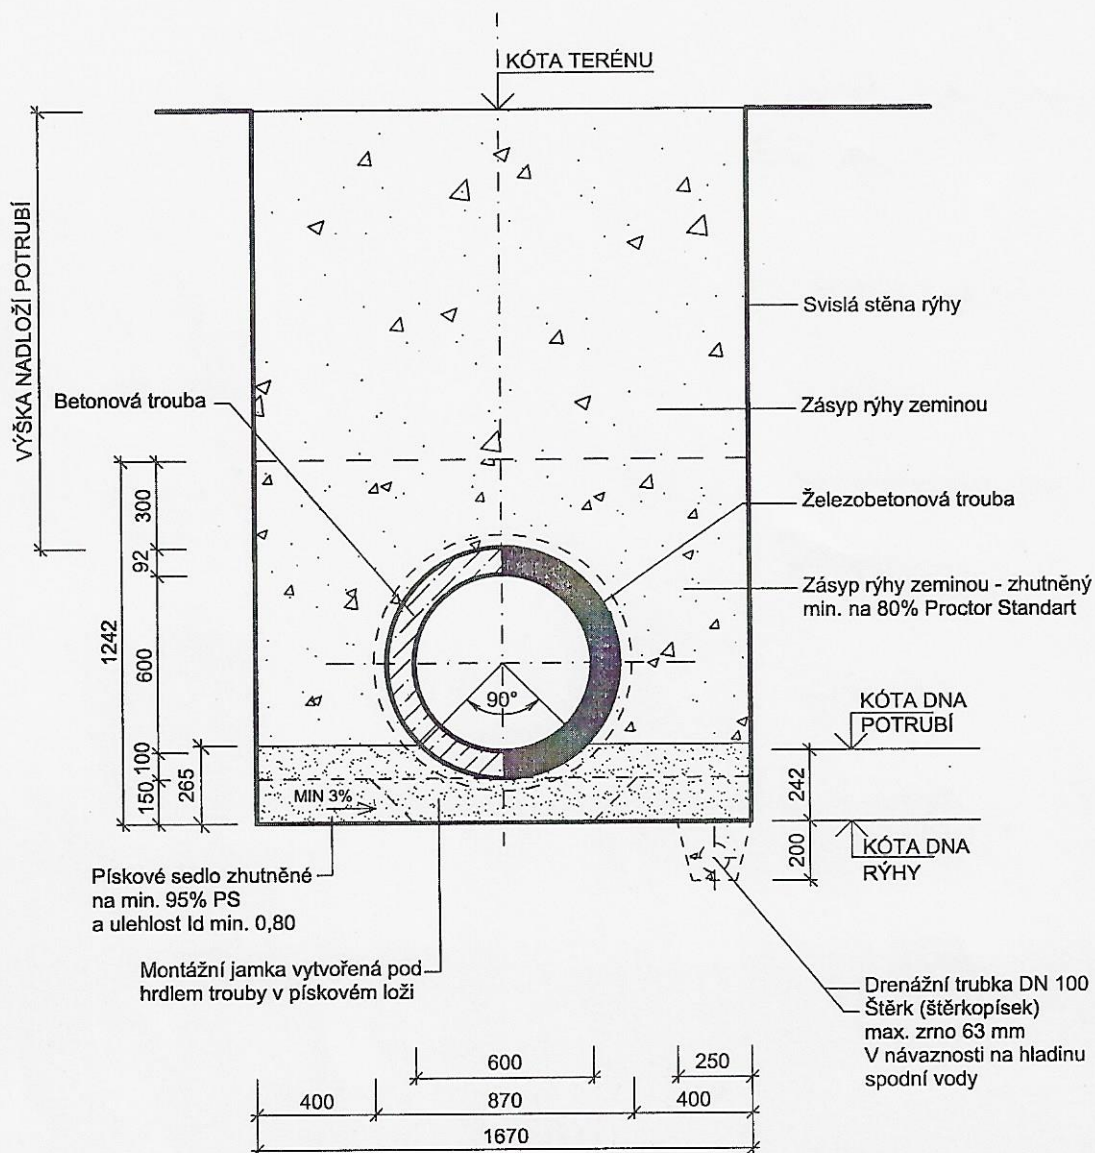 KÓTA TERÉNU
VÝŠKA NADLOŽÍ POTRUBÍ
Svislá stěna rýhy
Betonová trouba
Zásyp rýhy zeminou
Železobetonová trouba
Zásyp rýhy zeminou - zhutněný
min. na 80% Proctor Standart
300
92
600
100
150
1242
265
90°
KÓTA DNA
POTRUBÍ
242
200
KÓTA DNA
RÝHY
MIN 3%
Pískové sedlo zhutněné
na min. 95% PS
a ulehlost Id min. 0,80
Montážní jamka vytvořená pod
hrdlem trouby v pískovém loži
Drenážní trubka DN 100
Štěrk (štěrkopísek)
max. zrno 63 mm
V návaznosti na hladinu
spodní vody
600
250
400
870
400
1670